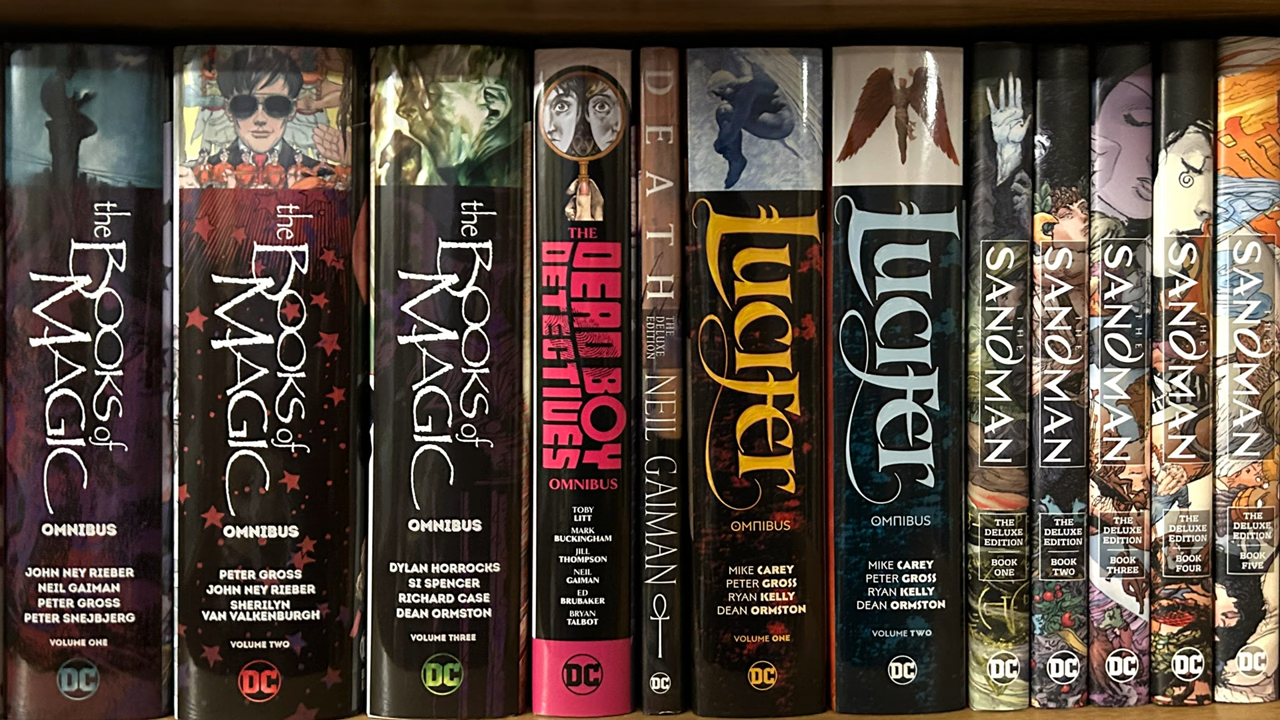 the
BOOKS of
MAGIC
OMNIBUS
JOHN NEY RIEBER
NEIL GAIMAN
PETER GROSS
PETER SNEJBJERG
VOLUME ONE
DC
the
BOOKS of
MAGIC
OMNIBUS
PETER GROSS
JOHN NEY RIEBER
SHERILYN
VAN VALKENBURGH
VOLUME TWO
DC
the
BOOKS of
MAGIC
OMNIBUS
DYLAN HORROCKS
SI SPENCER
RICHARD CASE
DEAN ORMSTON
VOLUME THREE
DC
THE
DEAD BOY
DETECTIVES
OMNIBUS
TOBY
LITT
MARK
BUCKINGHAM
JILL
THOMPSON
NEIL
GAIMAN
ED
BRUBAKER
BRYAN
TALBOT
DC
DEATH
THE
DELUXE
EDITION
NEIL GAIMAN
DC
LUCIFER
OMNIBUS
MIKE CAREY
PETER GROSS
RYAN KELLY
DEAN ORMSTON
VOLUME ONE
DC
LUCIFER
OMNIBUS
MIKE CAREY
PETER GROSS
RYAN KELLY
DEAN ORMSTON
VOLUME TWO
DC
THE
SANDMAN
THE
DELUXE
EDITION
BOOK
ONE
DC
THE
SANDMAN
THE
DELUXE
EDITION
BOOK
TWO
DC
THE
SANDMAN
THE
DELUXE
EDITION
BOOK
THREE
DC
THE
SANDMAN
THE
DELUXE
EDITION
BOOK
FOUR
DC
THE
SANDMAN
THE
DELUXE
EDITION
BOOK
FIVE
DC